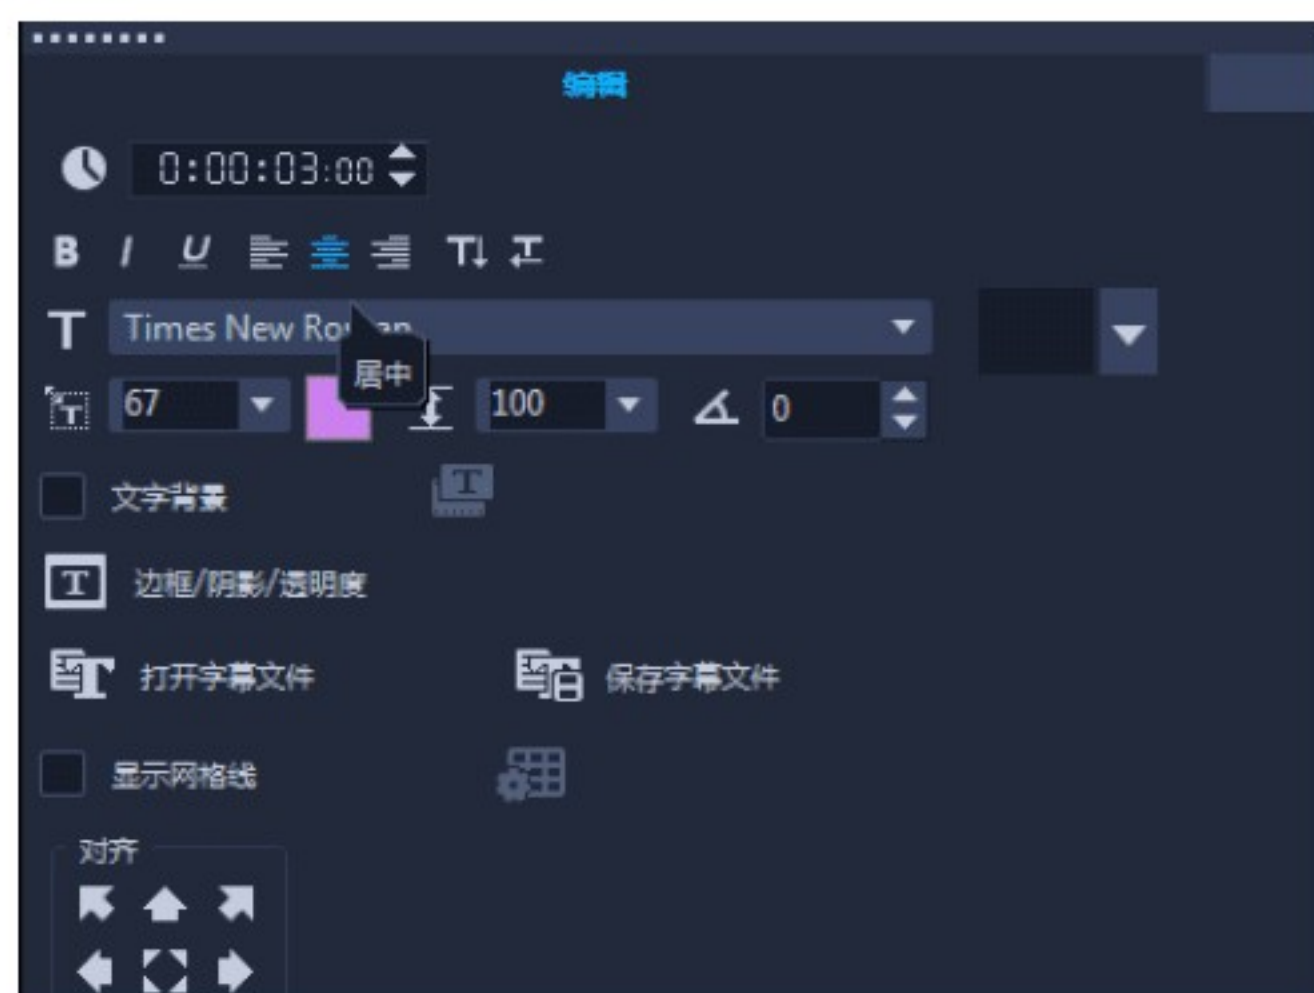 编辑
0:00:03:00
B I U
Times New Roman
居中
67 100 0
文字背景
边框/阴影/透明度
打开字幕文件 保存字幕文件
显示网格线
对齐